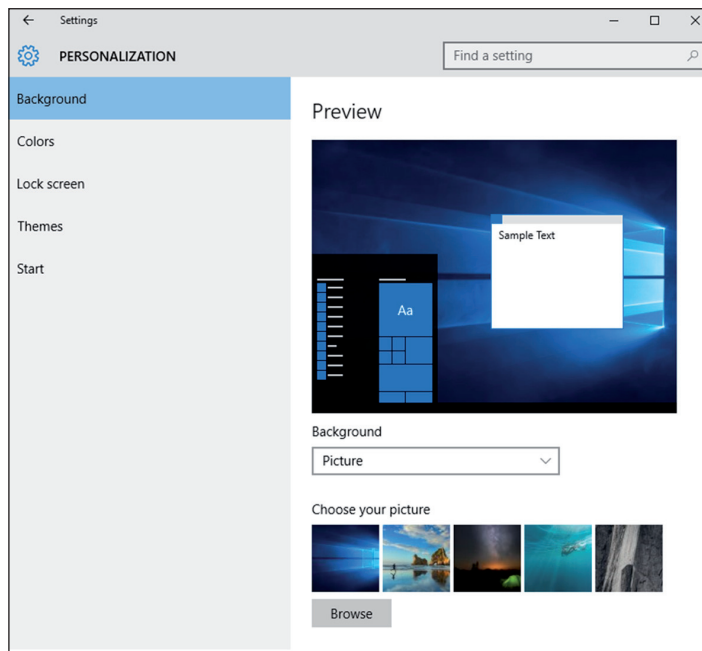 Settings
PERSONALIZATION
Find a setting
Background
Colors
Lock screen
Themes
Start
Preview
Sample Text
Aa
Background
Picture
Choose your picture
Browse